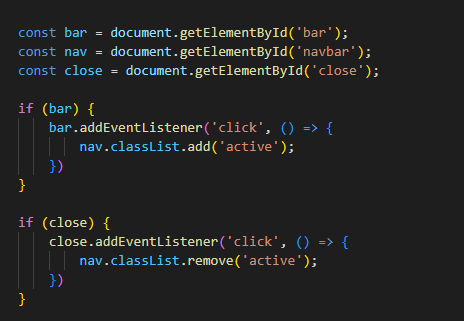 const bar = document.getElementById('bar');
const nav = document.getElementById('navbar');
const close = document.getElementById('close');

if (bar) {
    bar.addEventListener('click', () => {
        nav.classList.add('active');
    })
}

if (close) {
    close.addEventListener('click', () => {
        nav.classList.remove('active');
    })
}